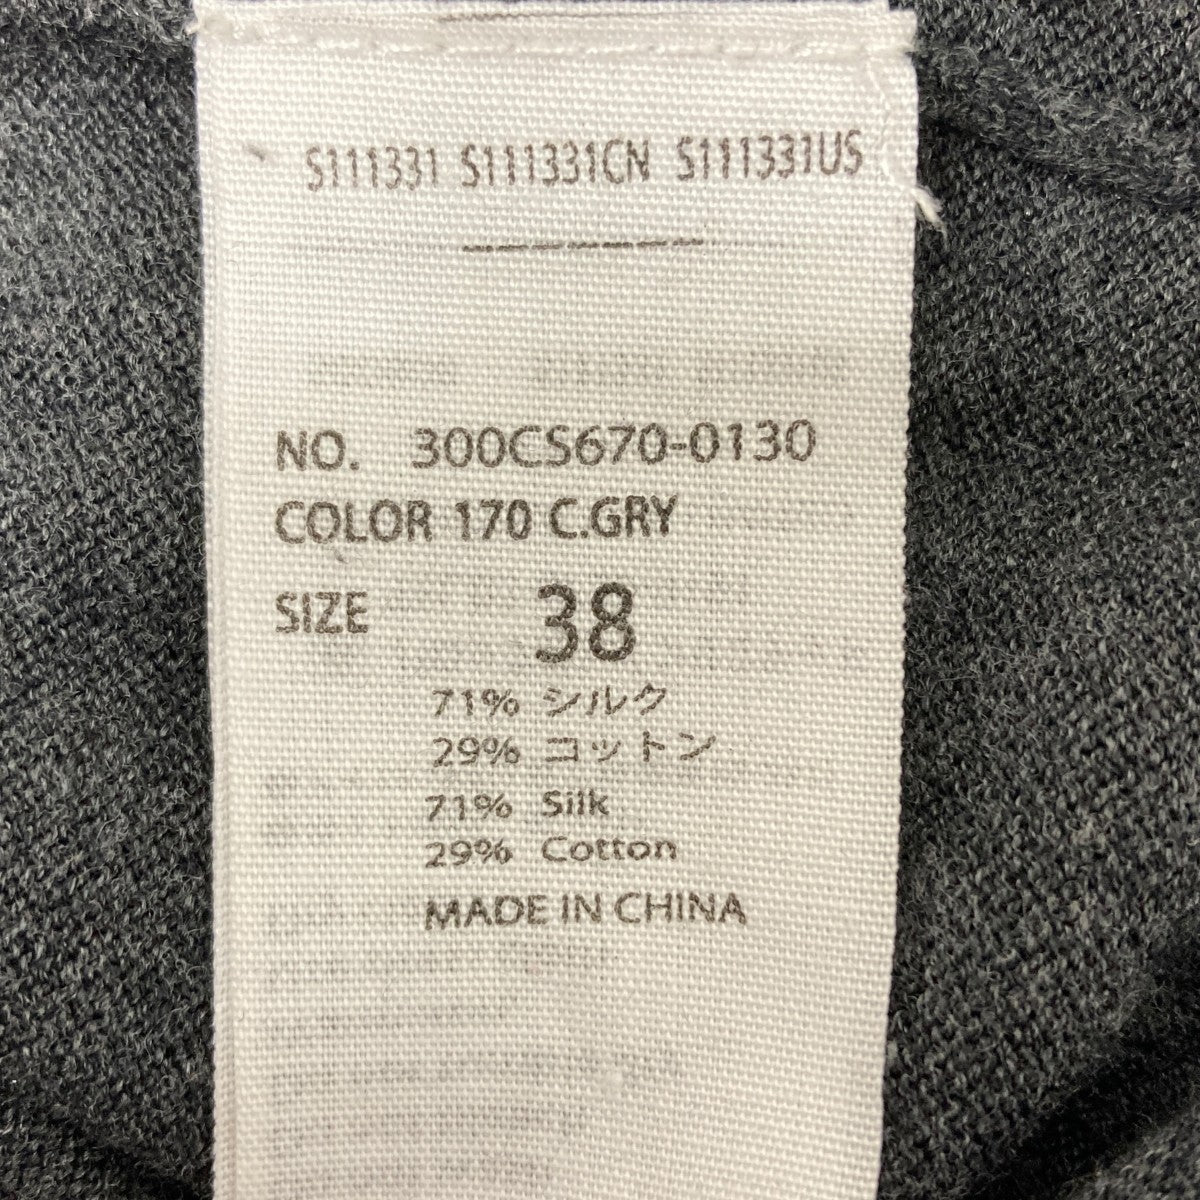 S111331 S111331CN S111331US
NO. 300CS670-0130
COLOR 170 C.GRY
SIZE 38
71% シルク
29% コットン
71% Silk
29% Cotton
MADE IN CHINA